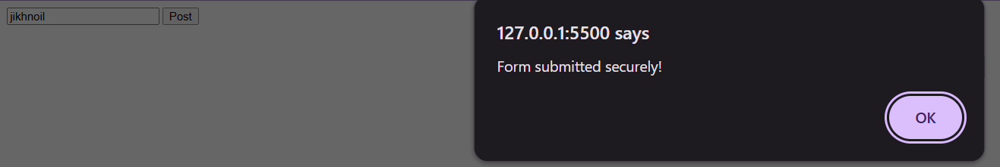 jikhnoil Post
127.0.0.1:5500 says
Form submitted securely!
OK